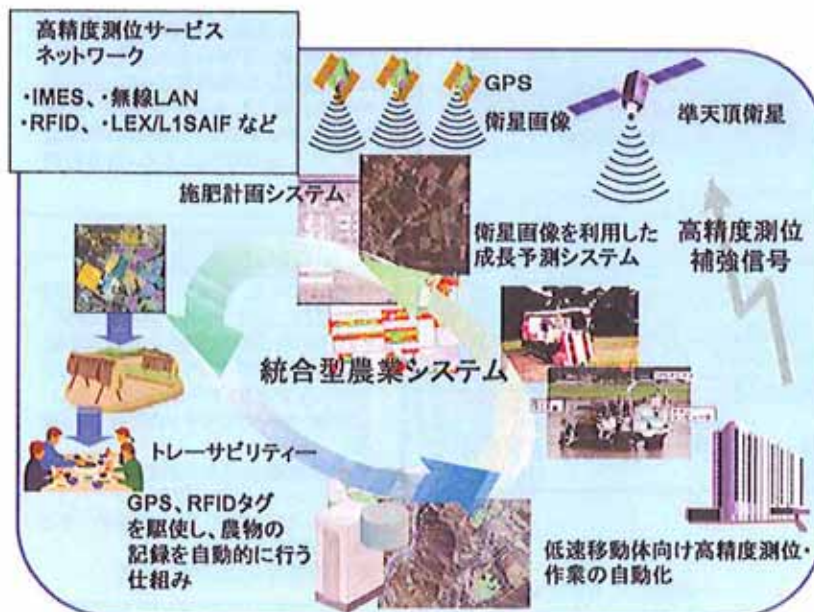 高精度測位サービス
ネットワーク
・IMES、・無線LAN
・RFID、・LEX/L1SAIF など
GPS
衛星画像
準天頂衛星
施肥計画システム
衛星画像を利用した
成長予測システム
高精度測位
補強信号
統合型農業システム
トレーサビリティー
GPS、RFIDタグ
を駆使し、農物の
記録を自動的に行う
仕組み
低速移動体向け高精度測位・
作業の自動化